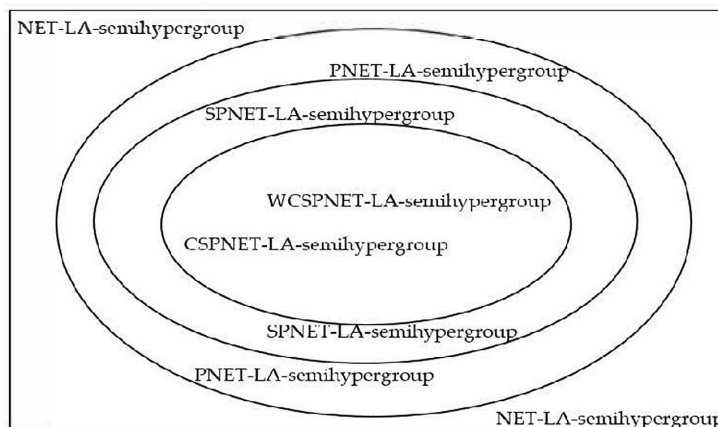 NET-LA-semihypergroup
PNET-LA-semihypergroup
SPNET-LA-semihypergroup
WCSPNET-LA-semihypergroup
CSPNET-LA-semihypergroup
SPNET-LA-semihypergroup
PNET-LA-semihypergroup
NET-LA-semihypergroup